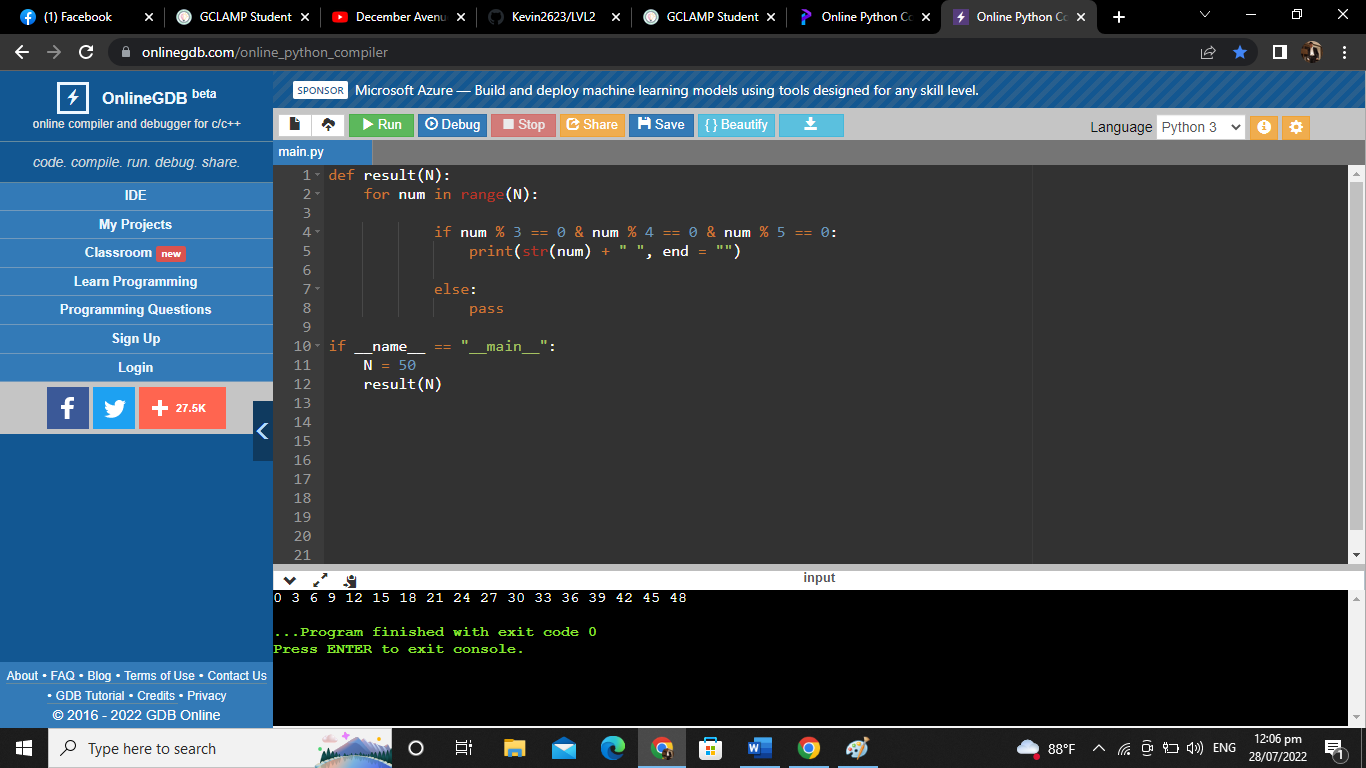 (1) Facebook
GCLAMP Student
December Avenu
Kevin2623/LVL2
GCLAMP Student
Online Python Co
Online Python Co
onlinegdb.com/online_python_compiler
OnlineGDB beta
online compiler and debugger for c/c++
code. compile. run. debug. share.
IDE
My Projects
Classroom new
Learn Programming
Programming Questions
Sign Up
Login
27.5K
About • FAQ • Blog • Terms of Use • Contact Us
• GDB Tutorial • Credits • Privacy
© 2016 - 2022 GDB Online
SPONSOR Microsoft Azure — Build and deploy machine learning models using tools designed for any skill level.
Run Debug Stop Share Save { } Beautify
Language Python 3
main.py
1 def result(N):
2 for num in range(N):
3
4 if num % 3 == 0 & num % 4 == 0 & num % 5 == 0:
5 print(str(num) + " ", end = "")
6
7 else:
8 pass
9
10 if __name__ == "__main__":
11 N = 50
12 result(N)
13
14
15
16
17
18
19
20
21
input
0 3 6 9 12 15 18 21 24 27 30 33 36 39 42 45 48
...Program finished with exit code 0
Press ENTER to exit console.
Type here to search
88°F
ENG
12:06 pm
28/07/2022
1